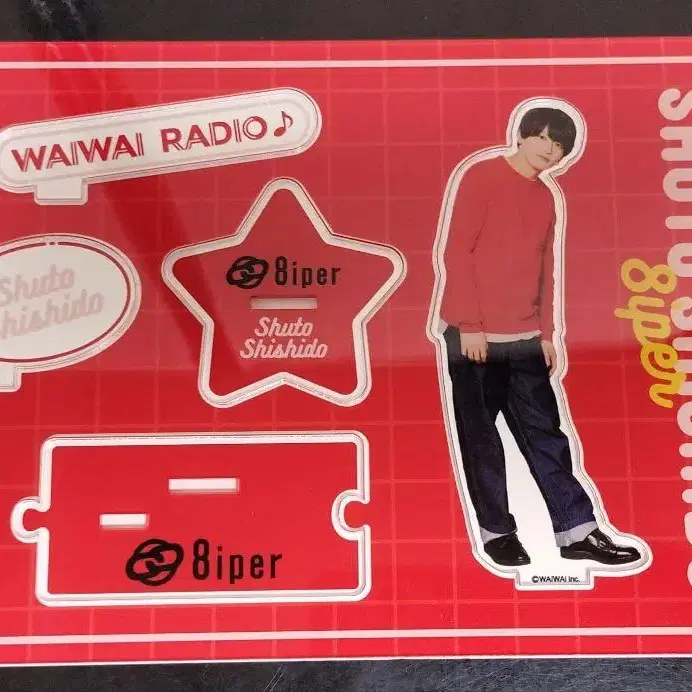 WAIWAI RADIO♪
Shuto
Shishido
8iper
Shuto
Shishido
8iper
©WAIWAI Inc.
8iper